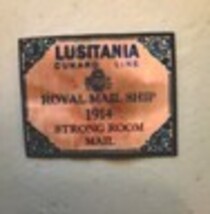 LUSITANIA
CUNARD LINE
ROYAL MAIL SHIP
1914
STRONG ROOM
MAIL